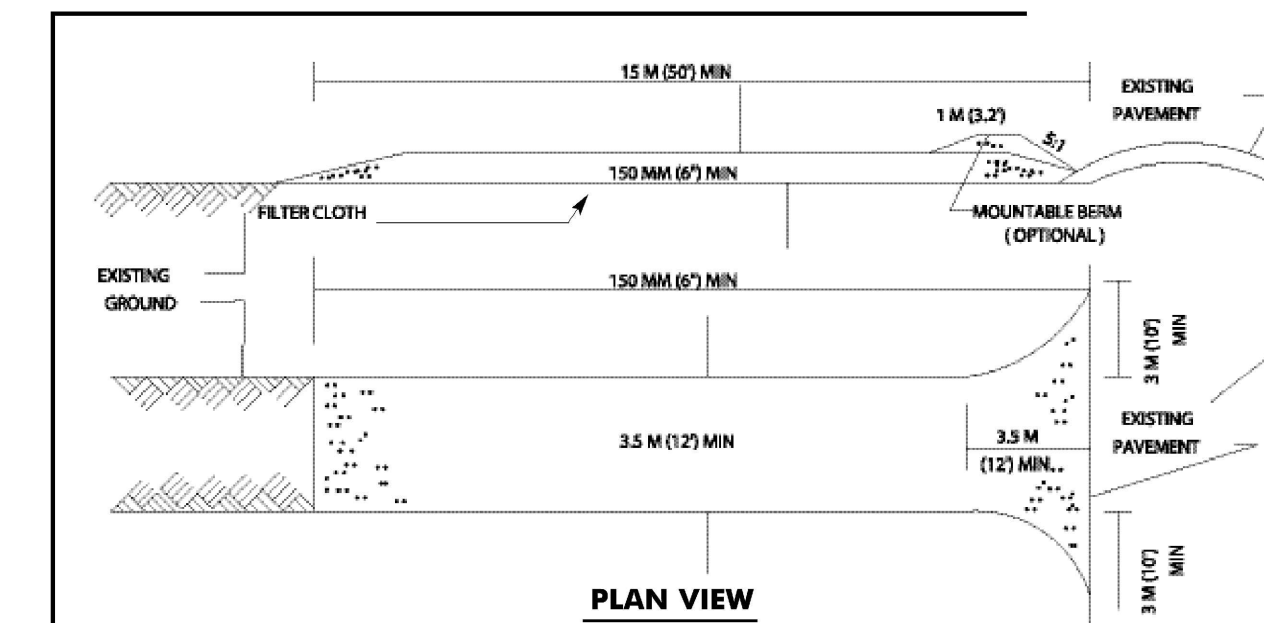 15 M (50') MIN
EXISTING
PAVEMENT
1 M (3.2')
5:1
150 MM (6") MIN
FILTER CLOTH
MOUNTABLE BERM
( OPTIONAL )
EXISTING
GROUND
150 MM (6") MIN
3 M (10')
MIN
3.5 M (12') MIN
3.5 M
(12') MIN.
EXISTING
PAVEMENT
3 M (10')
MIN
PLAN VIEW